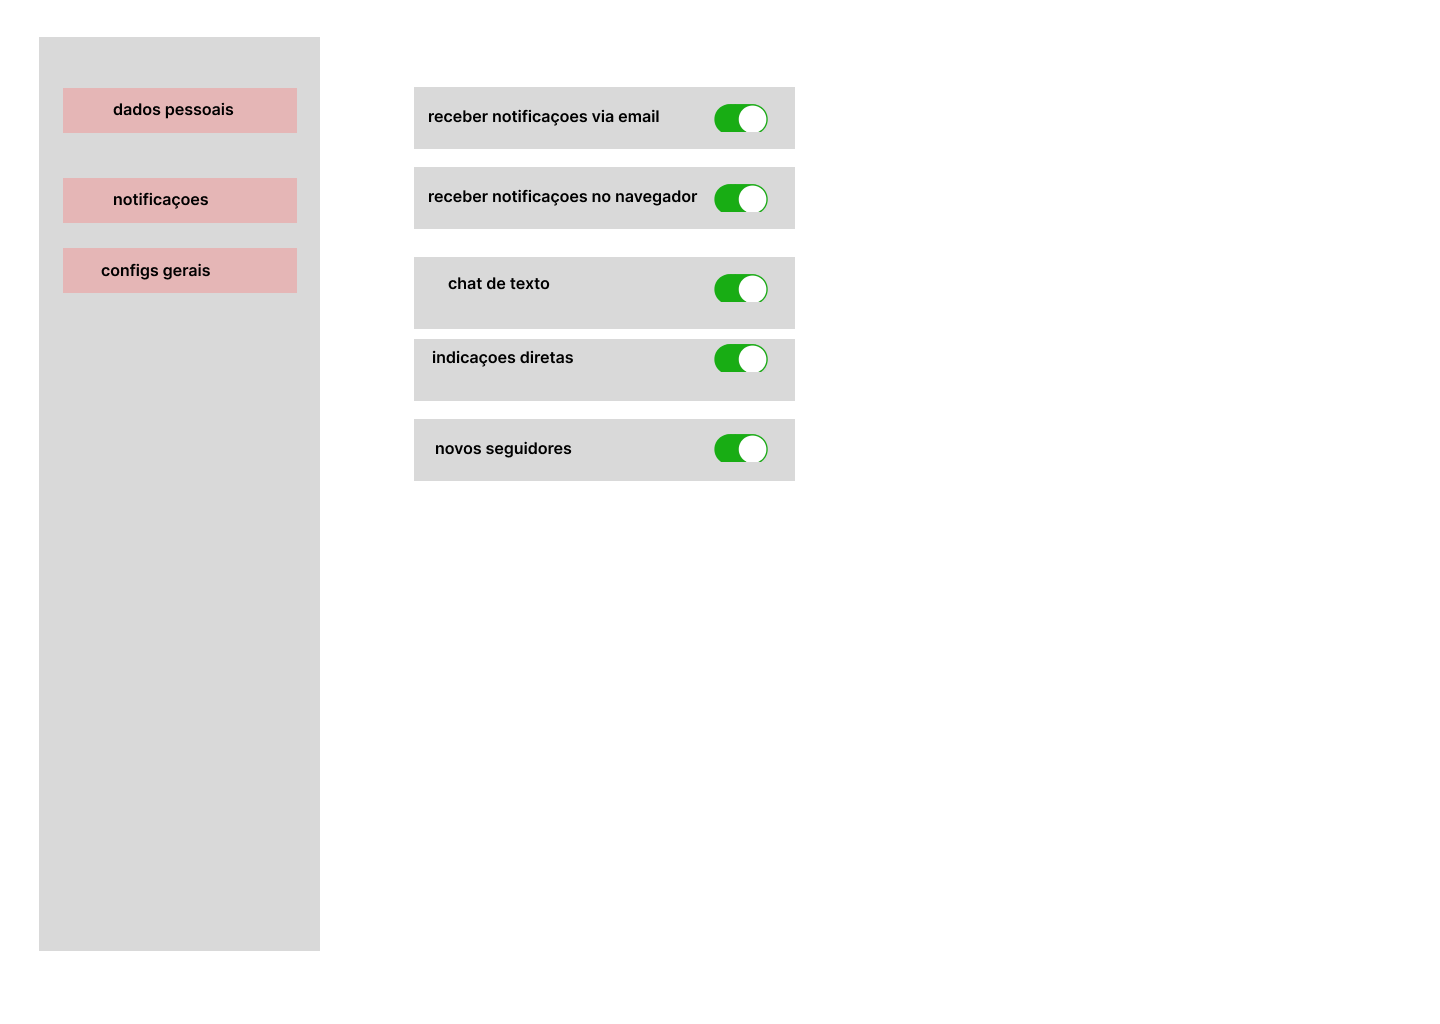 dados pessoais
notificaçoes
configs gerais
receber notificaçoes via email
receber notificaçoes no navegador
chat de texto
indicaçoes diretas
novos seguidores